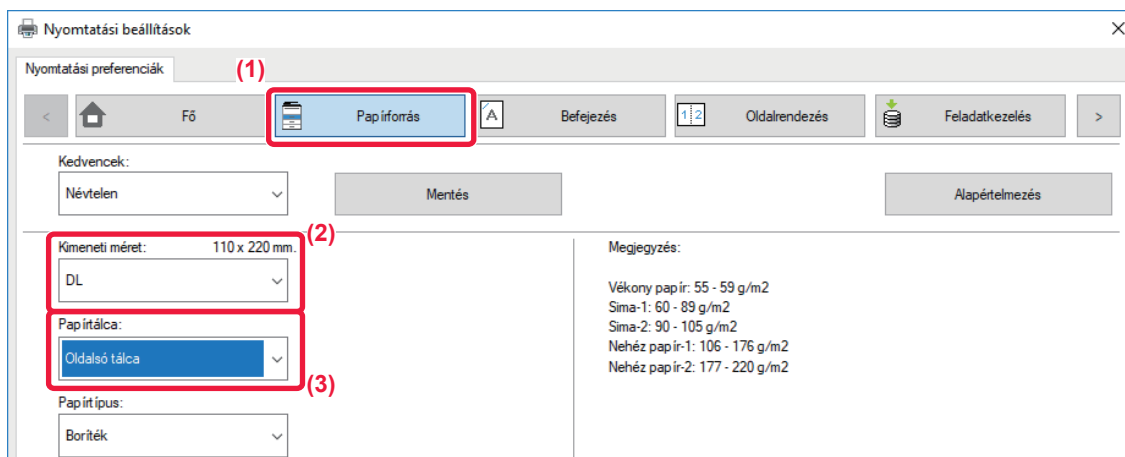 Nyomtatási beállítások
Nyomtatási preferenciák
(1)
< Fő Papírforrás A Befejezés 1 2 Oldalrendezés Feladatkezelés >
Kedvencek:
Névtelen Mentés Alapértelmezés
(2)
Kimeneti méret: 110 x 220 mm.
DL
Papírtálca:
Oldalsó tálca
(3)
Papírtípus:
Boríték
Megjegyzés:
Vékony papír: 55 - 59 g/m2
Sima-1: 60 - 89 g/m2
Sima-2: 90 - 105 g/m2
Nehéz papír-1: 106 - 176 g/m2
Nehéz papír-2: 177 - 220 g/m2